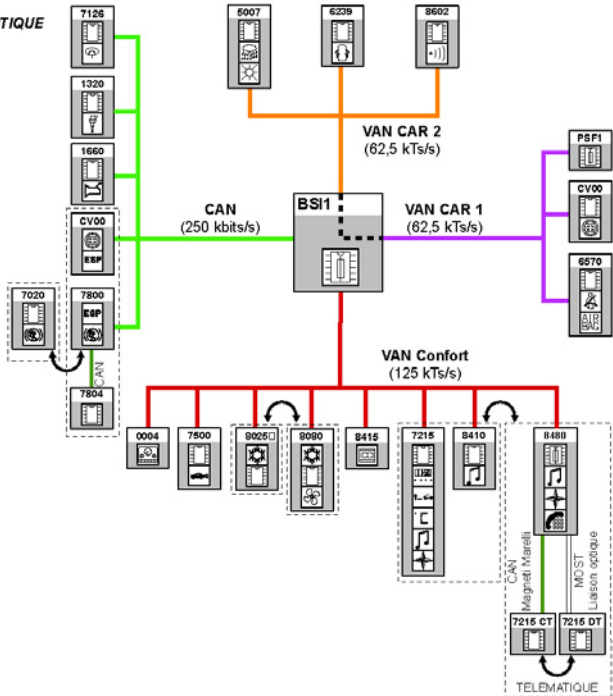 TIQUE
7126
5007
6239
8602
1320
VAN CAR 2
(62,5 kTs/s)
PSF1
1660
CAN
(250 kbits/s)
BSI1
VAN CAR 1
(62,5 kTs/s)
CV00
CV00
ESP
6570
AIR
BAG
7020
7800
ESP
CAN
7804
VAN Confort
(125 kTs/s)
0004
7500
8025
8080
8415
7215
°C
8410
8480
CAN
Magneti Marelli
MOST
Liaison optique
7215 CT
7215 DT
TELEMATIQUE